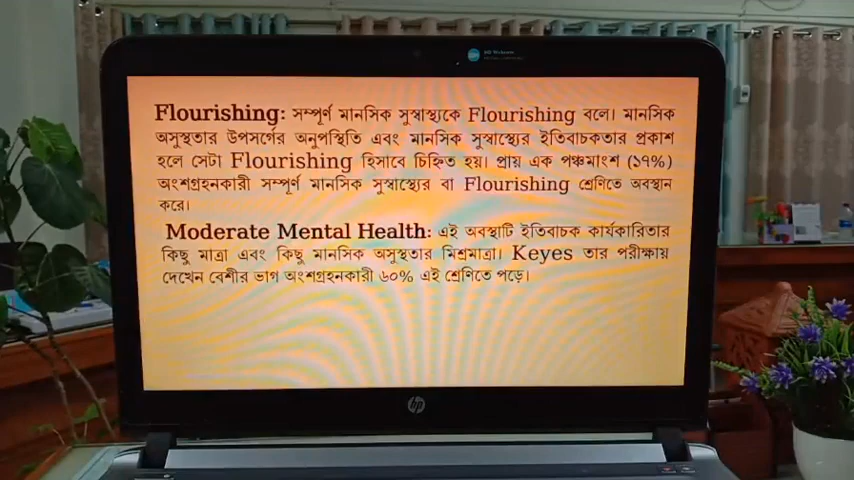 Flourishing: সম্পূর্ণ মানসিক সুস্বাস্থ্যকে Flourishing বলে। মানসিক
অসুস্থতার উপসর্গের অনুপস্থিতি এবং মানসিক সুস্বাস্থ্যের ইতিবাচকতার প্রকাশ
হলে সেটা Flourishing হিসাবে চিহ্নিত হয়। প্রায় এক পঞ্চমাংশ (১৭%)
অংশগ্রহনকারী সম্পূর্ণ মানসিক সুস্বাস্থ্যের বা Flourishing শ্রেণিতে অবস্থান
করে।
Moderate Mental Health: এই অবস্থাটি ইতিবাচক কার্যকারিতার
কিছু মাত্রা এবং কিছু মানসিক অসুস্থতার মিশ্রমাত্রা। Keyes তার পরীক্ষায়
দেখেন বেশীর ভাগ অংশগ্রহনকারী ৬০% এই শ্রেণিতে পড়ে।
hp